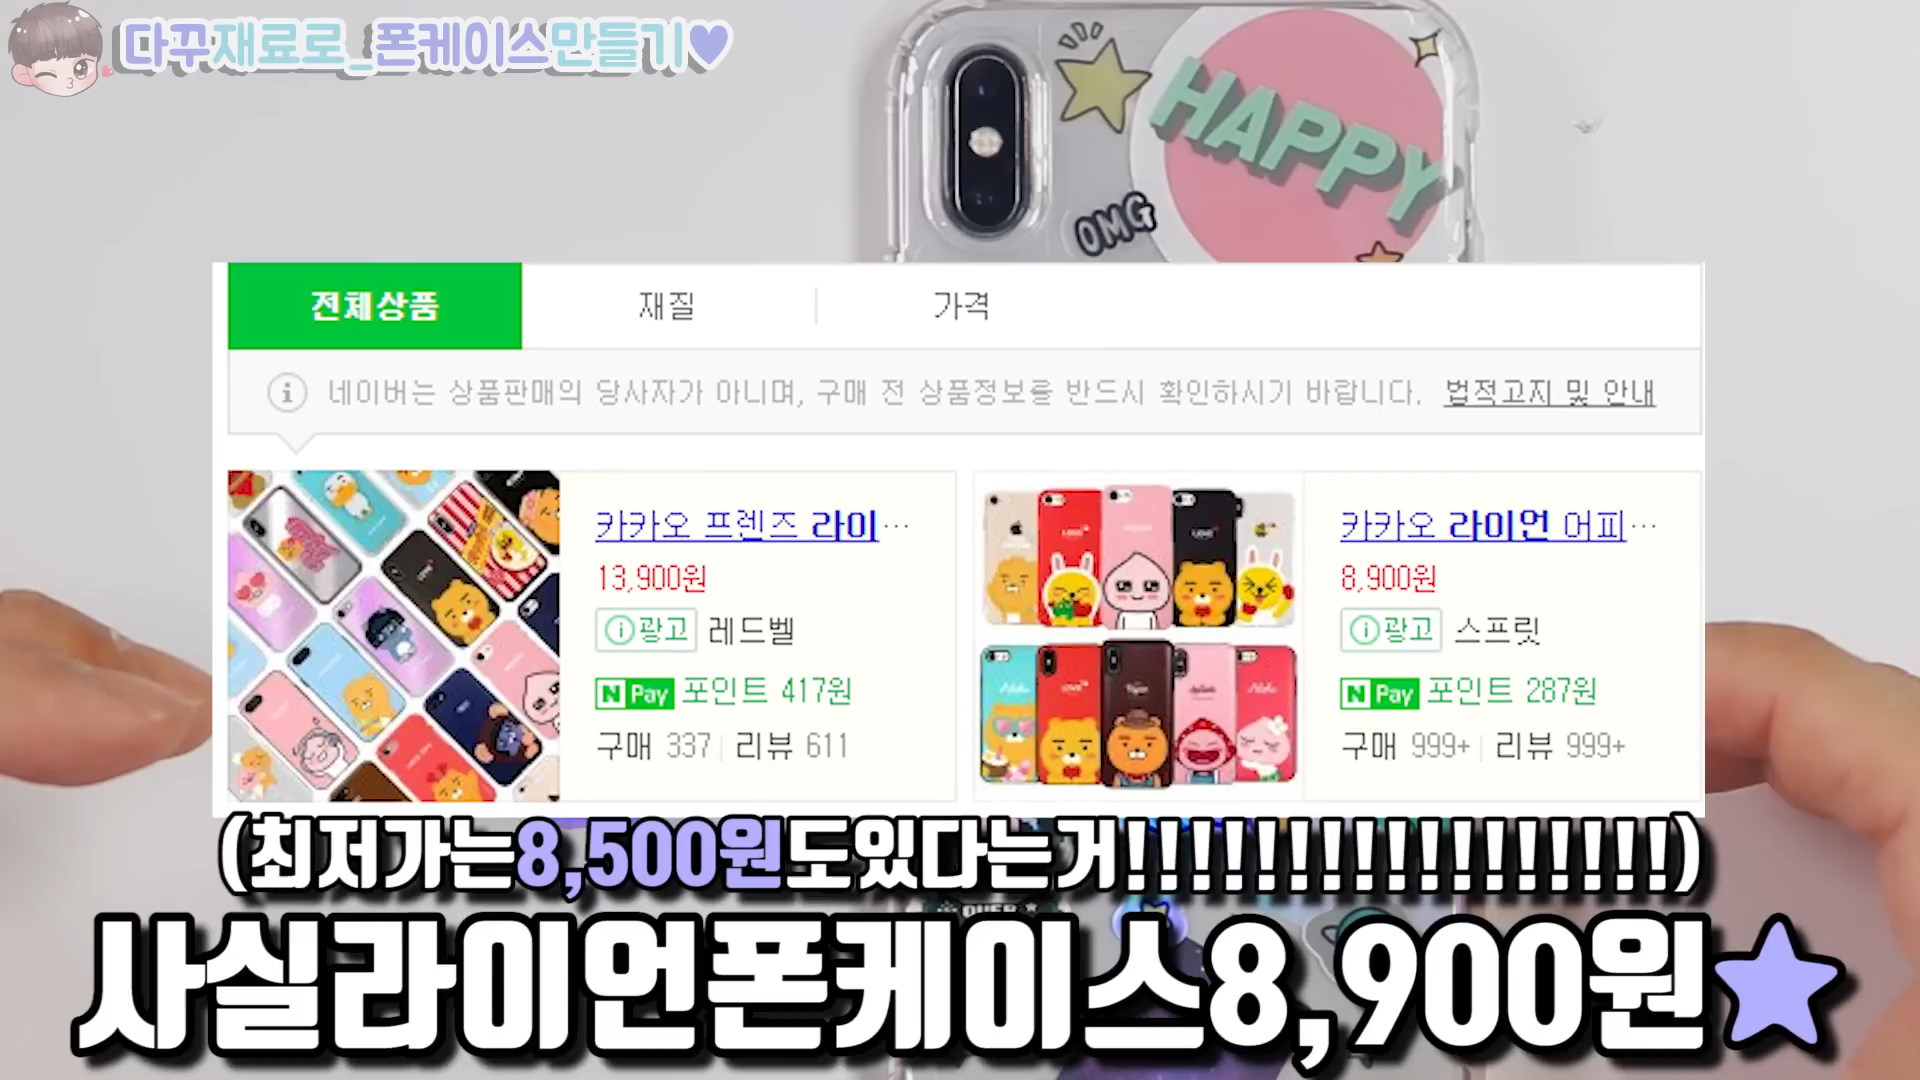 다꾸재료로_폰케이스만들기♥
HAPPY
OMG
전체상품 재질 가격
네이버는 상품판매의 당사자가 아니며, 구매 전 상품정보를 반드시 확인하시기 바랍니다. 법적고지 및 안내
카카오 프렌즈 라이…
13,900원
광고 레드벨
N Pay 포인트 417원
구매 337 리뷰 611
카카오 라이언 어피…
8,900원
광고 스프릿
N Pay 포인트 287원
구매 999+ 리뷰 999+
(최저가는8,500원도있다는거!!!!!!!!!!!!!!!!!)
사실라이언폰케이스8,900원★